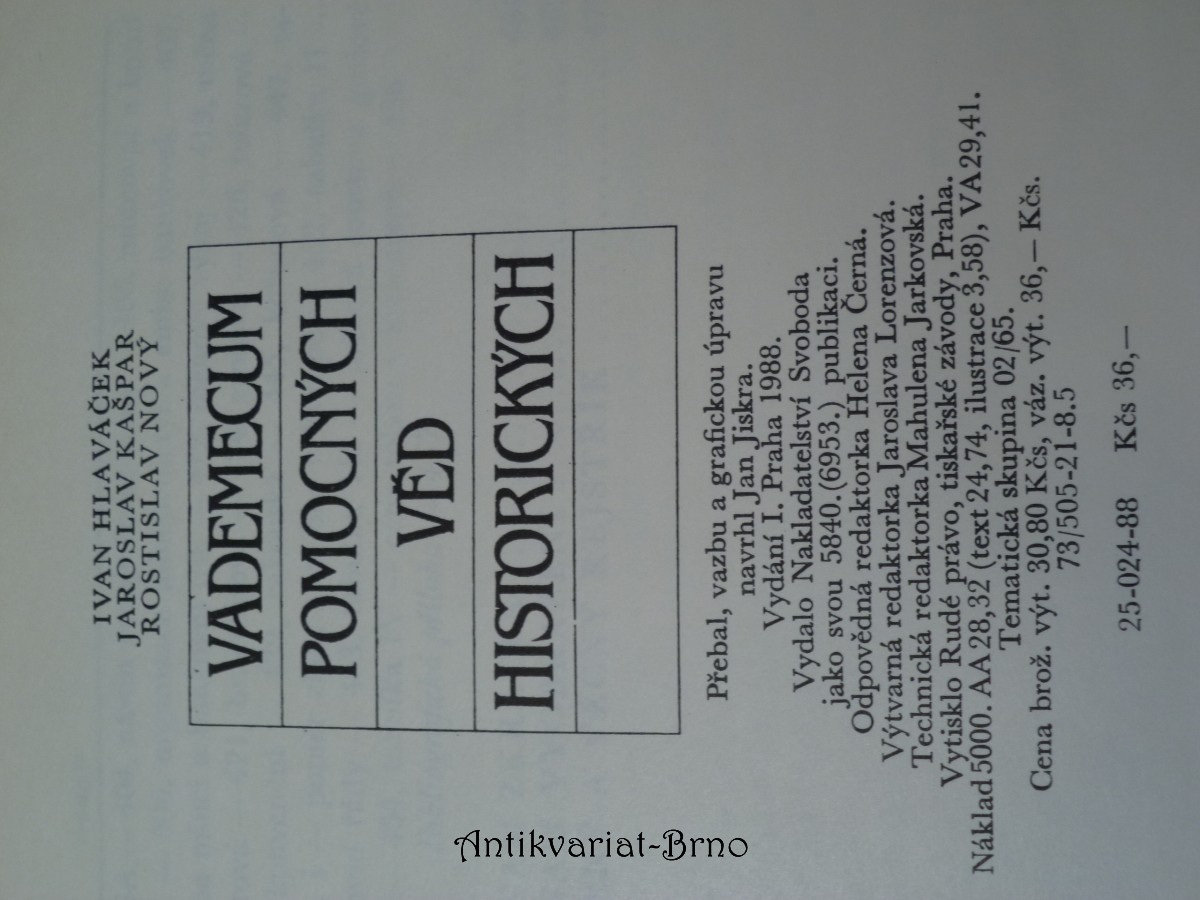 IVAN HLAVÁČEK
JAROSLAV KAŠPAR
ROSTISLAV NOVÝ
VADEMECUM
POMOCNÝCH
VĚD
HISTORICKÝCH
Přebal, vazbu a grafickou úpravu
navrhl Jan Jiskra.
Vydání I. Praha 1988.
Vydalo Nakladatelství Svoboda
jako svou 5840. (6953.) publikaci.
Odpovědná redaktorka Helena Černá.
Výtvarná redaktorka Jaroslava Lorenzová.
Technická redaktorka Mahulena Jarkovská.
Vytisklo Rudé právo, tiskařské závody, Praha.
Náklad 5000. AA 28,32 (text 24,74, ilustrace 3,58), VA 29,41.
Tematická skupina 02/65.
Cena brož. výt. 30,80 Kčs, váz. výt. 36,— Kčs.
73/505-21-8.5
25-024-88 Kčs 36,—
Antikvariat-Brno